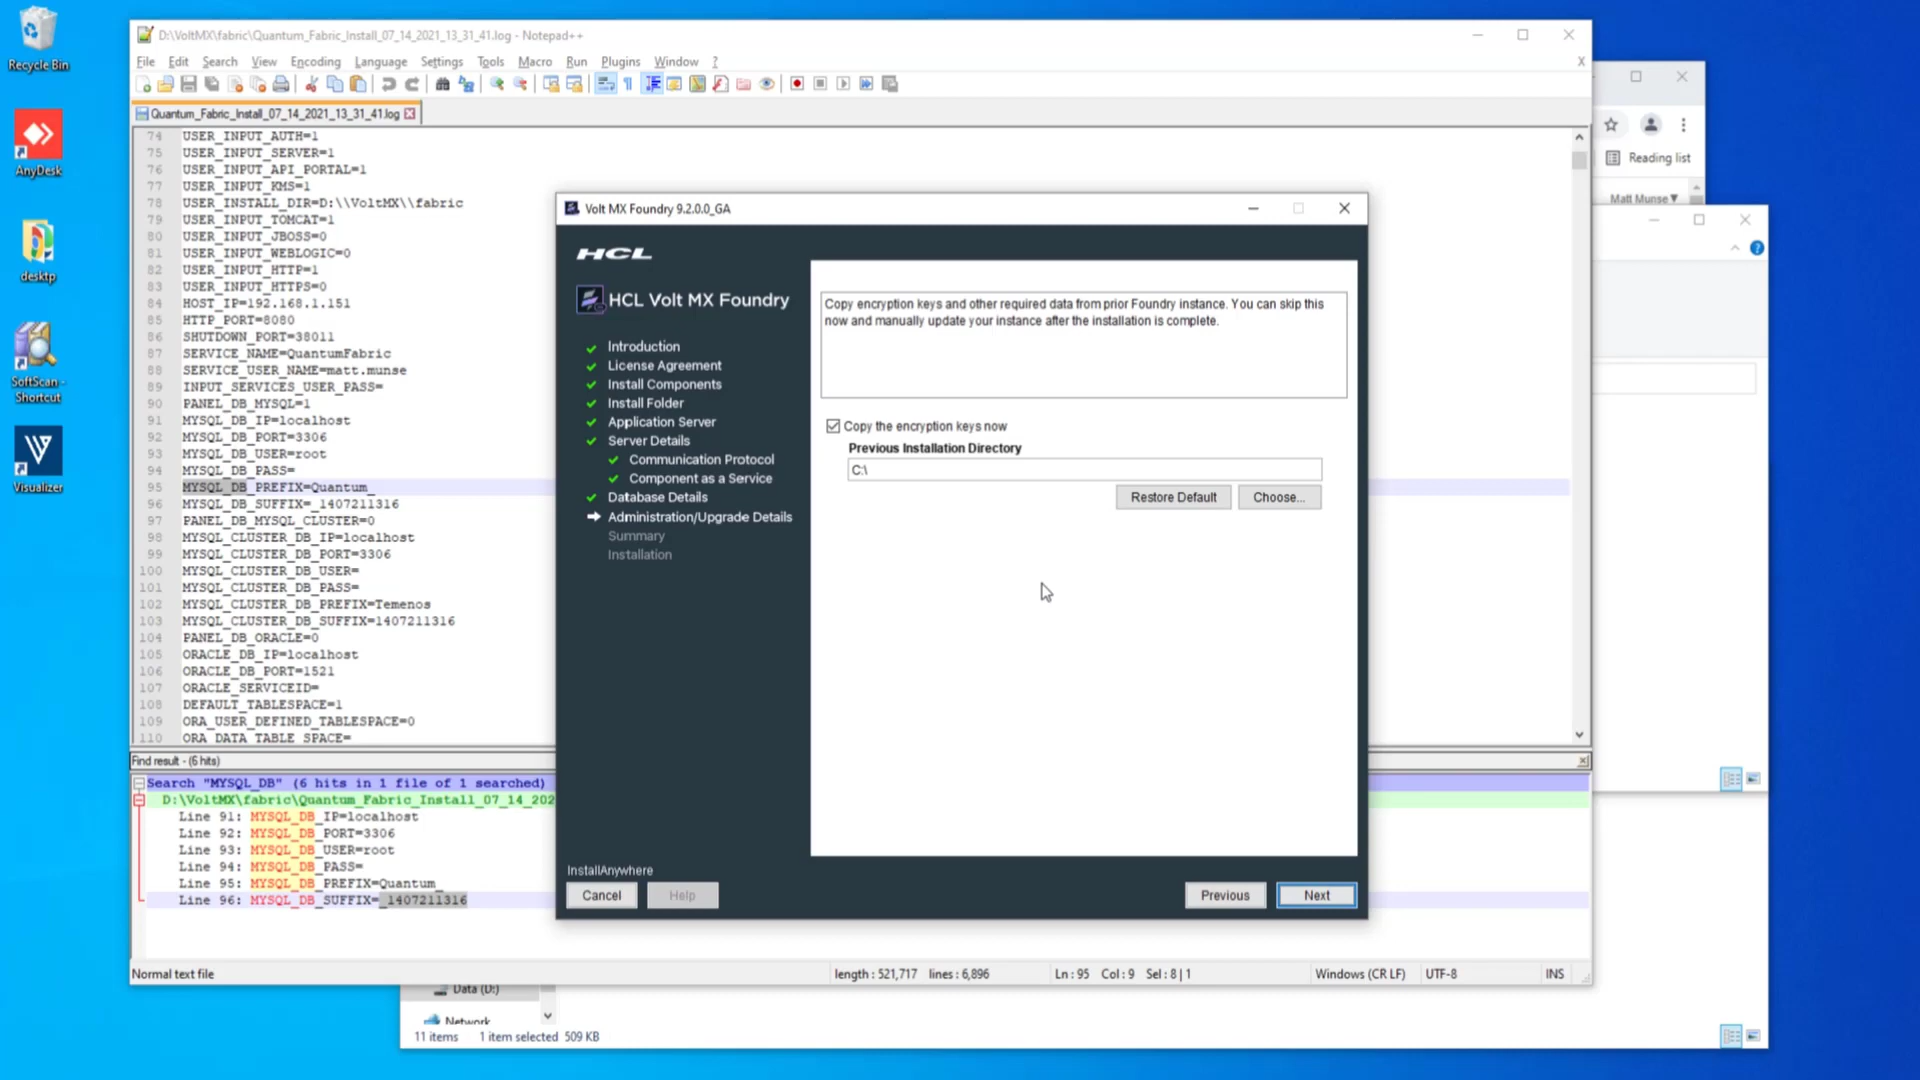 Recycle Bin
AnyDesk
desktp
SoftScan -
Shortcut
Visualizer
D:\VoltMX\fabric\Quantum_Fabric_Install_07_14_2021_13_31_41.log - Notepad++
File Edit Search View Encoding Language Settings Tools Macro Run Plugins Window ? X
Quantum_Fabric_Install_07_14_2021_13_31_41.log
74 USER_INPUT_AUTH=1
75 USER_INPUT_SERVER=1
76 USER_INPUT_API_PORTAL=1
77 USER_INPUT_KMS=1
78 USER_INSTALL_DIR=D:\\VoltMX\\fabric
79 USER_INPUT_TOMCAT=1
80 USER_INPUT_JBOSS=0
81 USER_INPUT_WEBLOGIC=0
82 USER_INPUT_HTTP=1
83 USER_INPUT_HTTPS=0
84 HOST_IP=192.168.1.151
85 HTTP_PORT=8080
86 SHUTDOWN_PORT=38011
87 SERVICE_NAME=QuantumFabric
88 SERVICE_USER_NAME=matt.munse
89 INPUT_SERVICES_USER_PASS=
90 PANEL_DB_MYSQL=1
91 MYSQL_DB_IP=localhost
92 MYSQL_DB_PORT=3306
93 MYSQL_DB_USER=root
94 MYSQL_DB_PASS=
95 MYSQL_DB_PREFIX=Quantum_
96 MYSQL_DB_SUFFIX=_1407211316
97 PANEL_DB_MYSQL_CLUSTER=0
98 MYSQL_CLUSTER_DB_IP=localhost
99 MYSQL_CLUSTER_DB_PORT=3306
100 MYSQL_CLUSTER_DB_USER=
101 MYSQL_CLUSTER_DB_PASS=
102 MYSQL_CLUSTER_DB_PREFIX=Temenos
103 MYSQL_CLUSTER_DB_SUFFIX=1407211316
104 PANEL_DB_ORACLE=0
105 ORACLE_DB_IP=localhost
106 ORACLE_DB_PORT=1521
107 ORACLE_SERVICEID=
108 DEFAULT_TABLESPACE=1
109 ORA_USER_DEFINED_TABLESPACE=0
110 ORA_DATA_TABLE_SPACE=
Find result - (6 hits)
Search "MYSQL_DB" (6 hits in 1 file of 1 searched)
D:\VoltMX\fabric\Quantum_Fabric_Install_07_14_202
Line 91: MYSQL_DB_IP=localhost
Line 92: MYSQL_DB_PORT=3306
Line 93: MYSQL_DB_USER=root
Line 94: MYSQL_DB_PASS=
Line 95: MYSQL_DB_PREFIX=Quantum_
Line 96: MYSQL_DB_SUFFIX=_1407211316
Normal text file length : 521,717 lines : 6,896 Ln : 95 Col : 9 Sel : 8 | 1 Windows (CR LF) UTF-8 INS
Volt MX Foundry 9.2.0.0_GA
HCL
HCL Volt MX Foundry
Introduction
License Agreement
Install Components
Install Folder
Application Server
Server Details
Communication Protocol
Component as a Service
Database Details
Administration/Upgrade Details
Summary
Installation
Copy encryption keys and other required data from prior Foundry instance. You can skip this
now and manually update your instance after the installation is complete.
Copy the encryption keys now
Previous Installation Directory
C:\
Restore Default Choose...
InstallAnywhere
Cancel Help Previous Next
Reading list
Matt Munse
Data (D:)
Network
11 items 1 item selected 509 KB